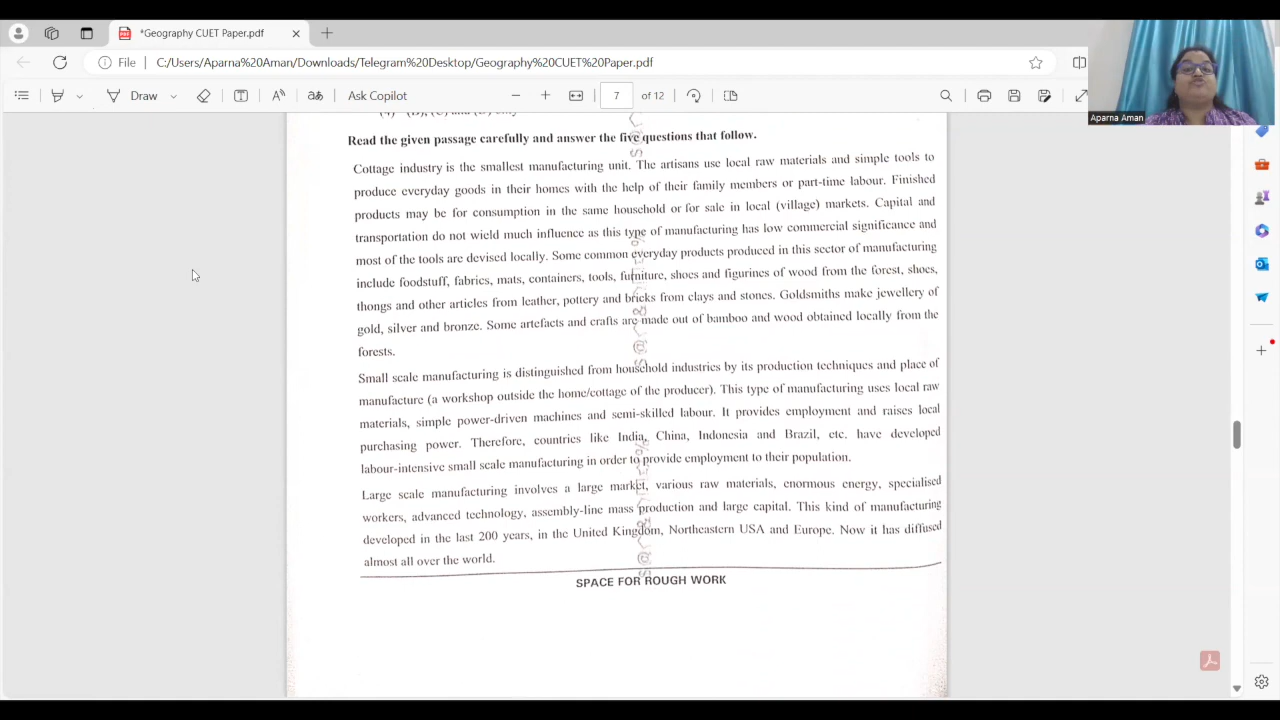 *Geography CUET Paper.pdf
File C:/Users/Aparna%20Aman/Downloads/Telegram%20Desktop/Geography%20CUET%20Paper.pdf
Aparna Aman
Draw Ask Copilot 7 of 12
Read the given passage carefully and answer the five questions that follow.
Cottage industry is the smallest manufacturing unit. The artisans use local raw materials and simple tools to
produce everyday goods in their homes with the help of their family members or part-time labour. Finished
products may be for consumption in the same household or for sale in local (village) markets. Capital and
transportation do not wield much influence as this type of manufacturing has low commercial significance and
most of the tools are devised locally. Some common everyday products produced in this sector of manufacturing
include foodstuff, fabrics, mats, containers, tools, furniture, shoes and figurines of wood from the forest, shoes,
thongs and other articles from leather, pottery and bricks from clays and stones. Goldsmiths make jewellery of
gold, silver and bronze. Some artefacts and crafts are made out of bamboo and wood obtained locally from the
forests.
Small scale manufacturing is distinguished from household industries by its production techniques and place of
manufacture (a workshop outside the home/cottage of the producer). This type of manufacturing uses local raw
materials, simple power-driven machines and semi-skilled labour. It provides employment and raises local
purchasing power. Therefore, countries like India, China, Indonesia and Brazil, etc. have developed
labour-intensive small scale manufacturing in order to provide employment to their population.
Large scale manufacturing involves a large market, various raw materials, enormous energy, specialised
workers, advanced technology, assembly-line mass production and large capital. This kind of manufacturing
developed in the last 200 years, in the United Kingdom, Northeastern USA and Europe. Now it has diffused
almost all over the world.
SPACE FOR ROUGH WORK